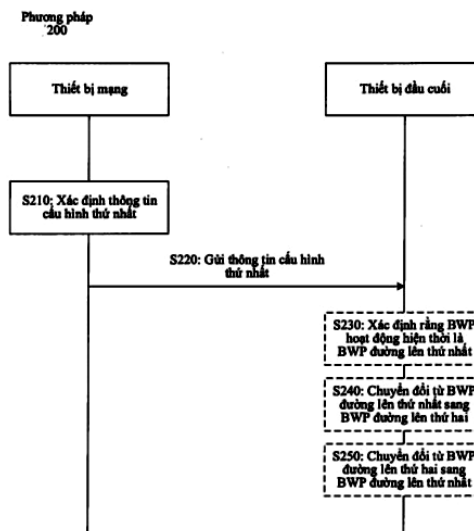 Phương pháp
200
Thiết bị mạng
Thiết bị đầu cuối
S210: Xác định thông tin
cấu hình thứ nhất
S220: Gửi thông tin cấu hình
thứ nhất
S230: Xác định rằng BWP
hoạt động hiện thời là
BWP đường lên thứ nhất
S240: Chuyển đổi từ BWP
đường lên thứ nhất sang
BWP đường lên thứ hai
S250: Chuyển đổi từ BWP
đường lên thứ hai sang
BWP đường lên thứ nhất